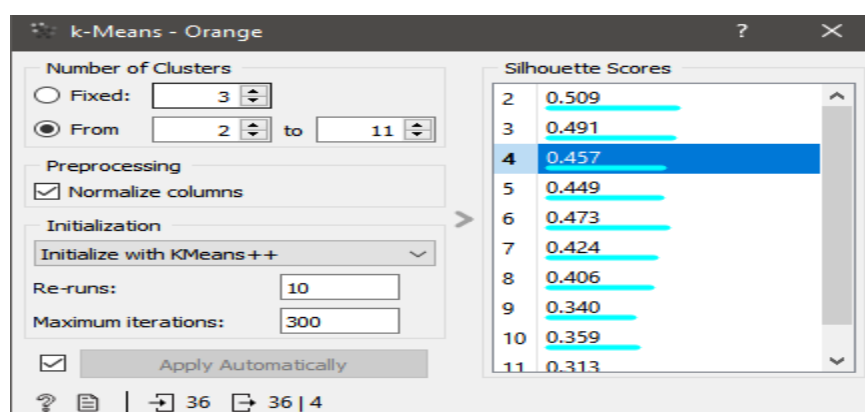 k-Means - Orange ? ×
Number of Clusters
Fixed: 3
From 2 to 11
Preprocessing
Normalize columns
Initialization
Initialize with KMeans++
Re-runs: 10
Maximum iterations: 300
Apply Automatically
? 36 36 | 4
>
Silhouette Scores
2 0.509
3 0.491
4 0.457
5 0.449
6 0.473
7 0.424
8 0.406
9 0.340
10 0.359
11 0.313